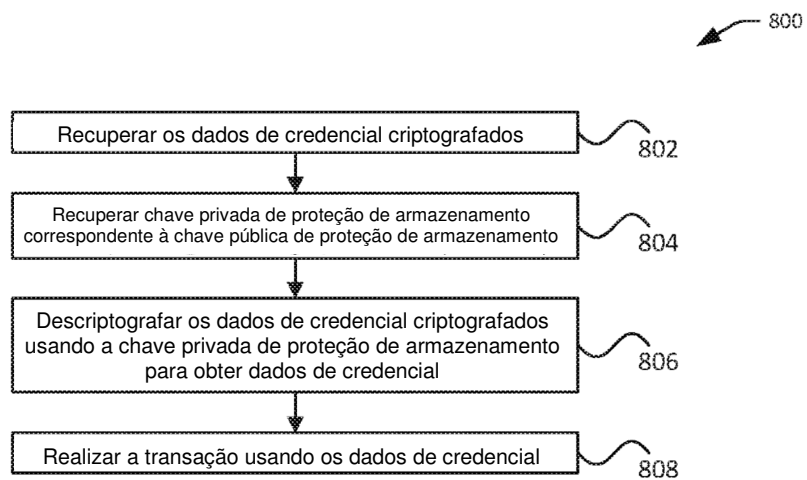 800
Recuperar os dados de credencial criptografados
802
Recuperar chave privada de proteção de armazenamento
correspondente à chave pública de proteção de armazenamento
804
Descriptografar os dados de credencial criptografados
usando a chave privada de proteção de armazenamento
para obter dados de credencial
806
Realizar a transação usando os dados de credencial
808